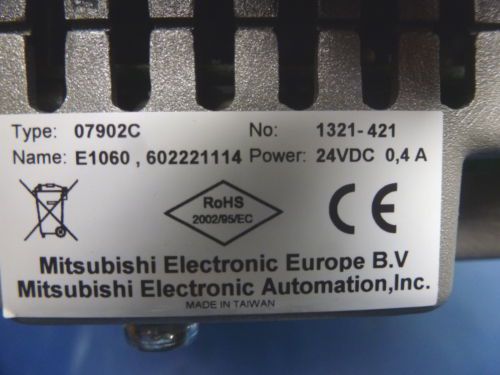 Type: 07902C No: 1321-421
Name: E1060 , 602221114 Power: 24VDC 0,4 A
RoHS
2002/95/EC
CE
Mitsubishi Electronic Europe B.V
Mitsubishi Electronic Automation,Inc.
MADE IN TAIWAN